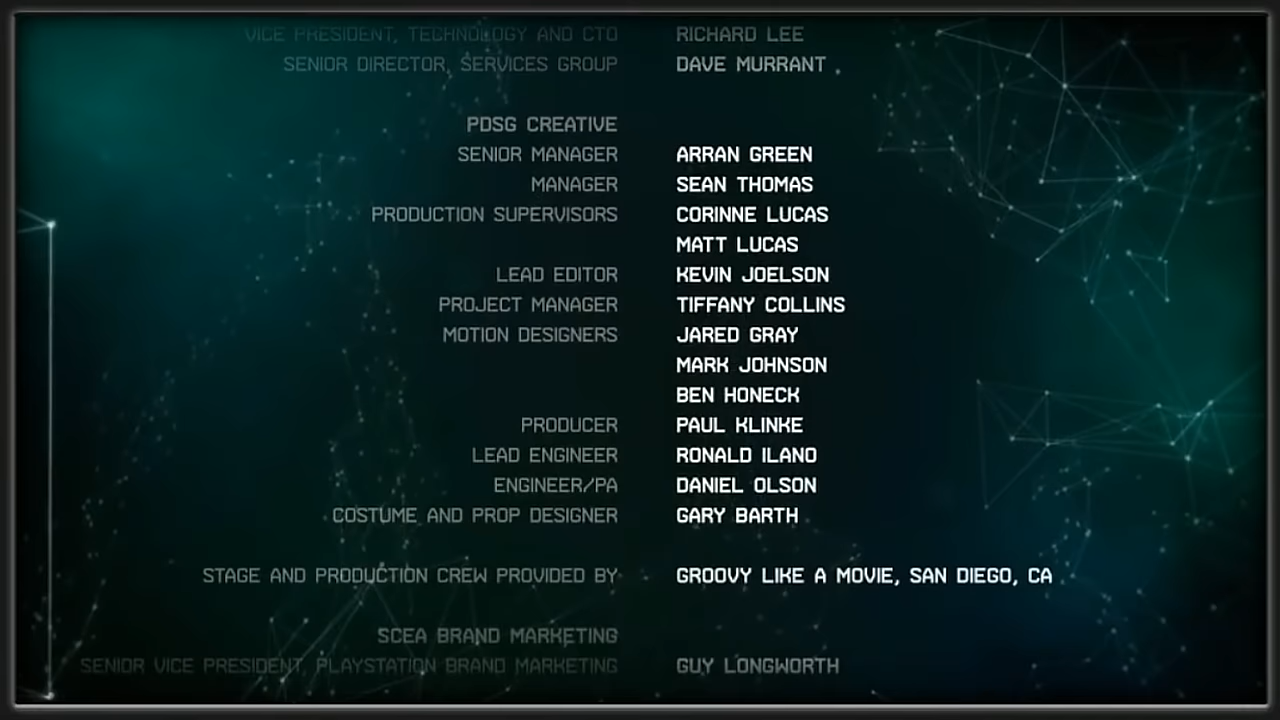 VICE PRESIDENT, TECHNOLOGY AND CTO RICHARD LEE
SENIOR DIRECTOR, SERVICES GROUP DAVE MURRANT
PDSG CREATIVE
SENIOR MANAGER ARRAN GREEN
MANAGER SEAN THOMAS
PRODUCTION SUPERVISORS CORINNE LUCAS
MATT LUCAS
LEAD EDITOR KEVIN JOELSON
PROJECT MANAGER TIFFANY COLLINS
MOTION DESIGNERS JARED GRAY
MARK JOHNSON
BEN HONECK
PRODUCER PAUL KLINKE
LEAD ENGINEER RONALD ILANO
ENGINEER/PA DANIEL OLSON
COSTUME AND PROP DESIGNER GARY BARTH
STAGE AND PRODUCTION CREW PROVIDED BY GROOVY LIKE A MOVIE, SAN DIEGO, CA
SCEA BRAND MARKETING
SENIOR VICE PRESIDENT, PLAYSTATION BRAND MARKETING GUY LONGWORTH